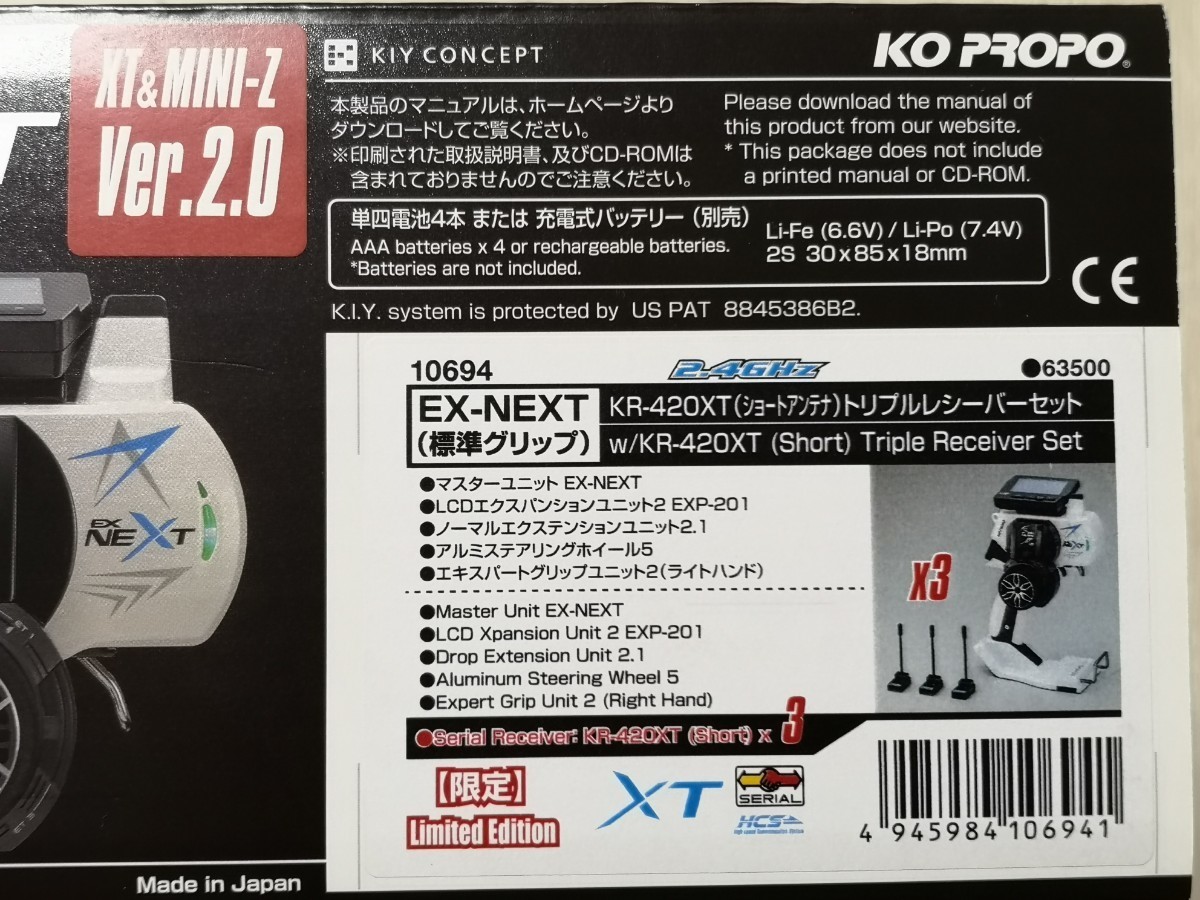 XT&MINI-Z
Ver.2.0
KIY CONCEPT
KO PROPO®
本製品のマニュアルは、ホームページより
ダウンロードしてご覧ください。
※印刷された取扱説明書、及びCD-ROMは
含まれておりませんのでご注意ください。
Please download the manual of
this product from our website.
* This package does not include
a printed manual or CD-ROM.
単四電池4本 または 充電式バッテリー（別売）
AAA batteries x 4 or rechargeable batteries.
*Batteries are not included.
Li-Fe (6.6V) / Li-Po (7.4V)
2S 30x85x18mm
CE
K.I.Y. system is protected by US PAT 8845386B2.
EX
NEXT
10694
2.4GHz
●63500
EX-NEXT
（標準グリップ）
KR-420XT(ショートアンテナ)トリプルレシーバーセット
w/KR-420XT (Short) Triple Receiver Set
●マスターユニット EX-NEXT
●LCDエクスパンションユニット2 EXP-201
●ノーマルエクステンションユニット2.1
●アルミステアリングホイール5
●エキスパートグリップユニット2（ライトハンド）
●Master Unit EX-NEXT
●LCD Xpansion Unit 2 EXP-201
●Drop Extension Unit 2.1
●Aluminum Steering Wheel 5
●Expert Grip Unit 2 (Right Hand)
x3
●Serial Receiver: KR-420XT (Short) x 3
【限定】
Limited Edition
XT
SERIAL
HCS
4 945984 106941
Made in Japan